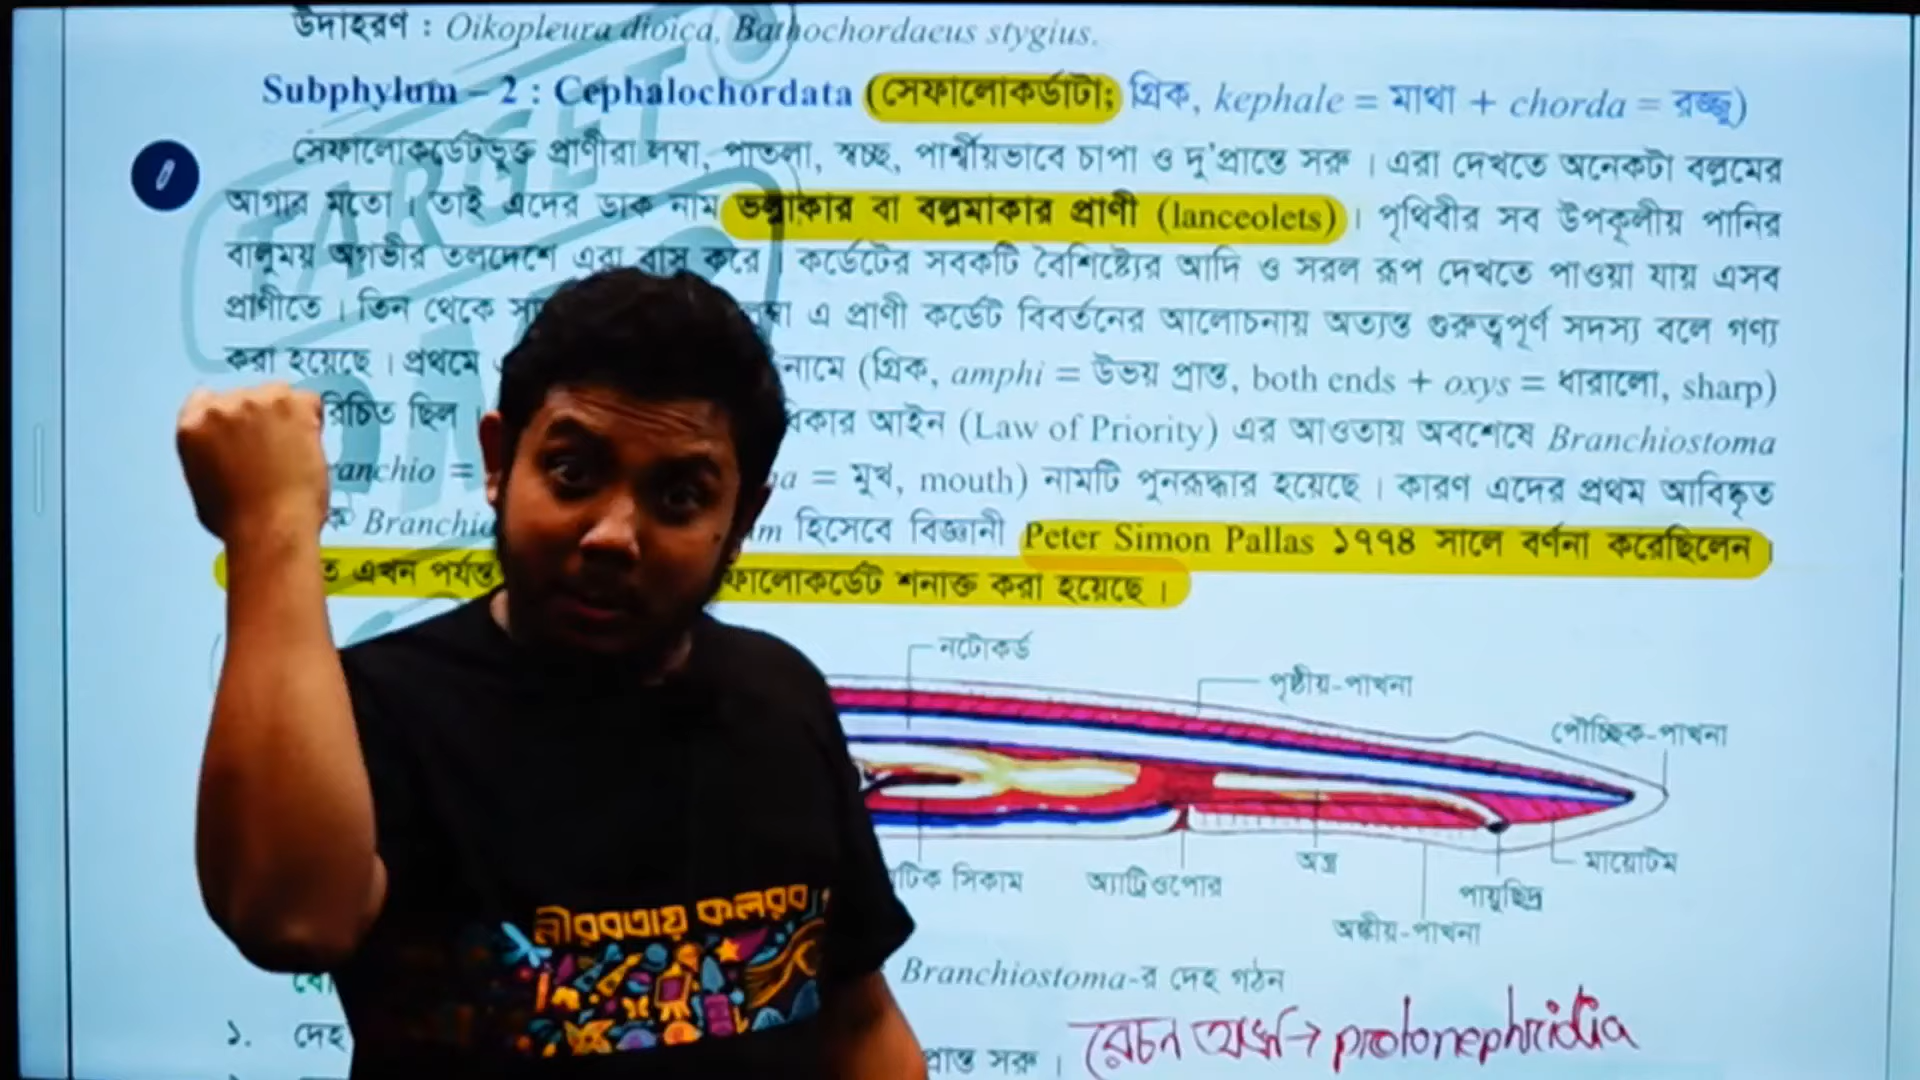 উদাহরণ : Oikopleura dioica, Bathochordaeus stygius.
Subphylum – 2 : Cephalochordata (সেফালোকর্ডাটা; গ্রিক, kephale = মাথা + chorda = রজ্জু)
সেফালোকর্ডেটভুক্ত প্রাণীরা লম্বা, পাতলা, স্বচ্ছ, পার্শ্বীয়ভাবে চাপা ও দু'প্রান্তে সরু । এরা দেখতে অনেকটা বল্লমের
আগার মতো । তাই এদের ডাক নাম ভল্লাকার বা বল্লমাকার প্রাণী (lanceolets) । পৃথিবীর সব উপকূলীয় পানির
বালুময় অগভীর তলদেশে এরা বাস করে । কর্ডেটের সবকটি বৈশিষ্ট্যের আদি ও সরল রূপ দেখতে পাওয়া যায় এসব
প্রাণীতে । তিন থেকে এ প্রাণী কর্ডেট বিবর্তনের আলোচনায় অত্যন্ত গুরুত্বপূর্ণ সদস্য বলে গণ্য
করা হয়েছে । প্রথমে নামে (গ্রিক, amphi = উভয় প্রান্ত, both ends + oxys = ধারালো, sharp)
রিচিত ছিল । ধিকার আইন (Law of Priority) এর আওতায় অবশেষে Branchiostoma
anchio = মুখ, mouth) নামটি পুনরুদ্ধার হয়েছে । কারণ এদের প্রথম আবিষ্কৃত
Branchio হিসেবে বিজ্ঞানী Peter Simon Pallas ১৭৭৪ সালে বর্ণনা করেছিলেন ।
ত এখন পর্যন্ত ফালোকর্ডেট শনাক্ত করা হয়েছে ।
নটোকর্ড
পৃষ্ঠীয়-পাখনা
পৌচ্ছিক-পাখনা
টিক সিকাম
অ্যাট্রিওপোর
অন্ত্র
পায়ুছিদ্র
মায়োটম
অঙ্কীয়-পাখনা
নীরবতায় কলরব
Branchiostoma-র দেহ গঠন
১. দেহ প্রান্ত সরু ।
রেচন অঙ্গ → protonephridia